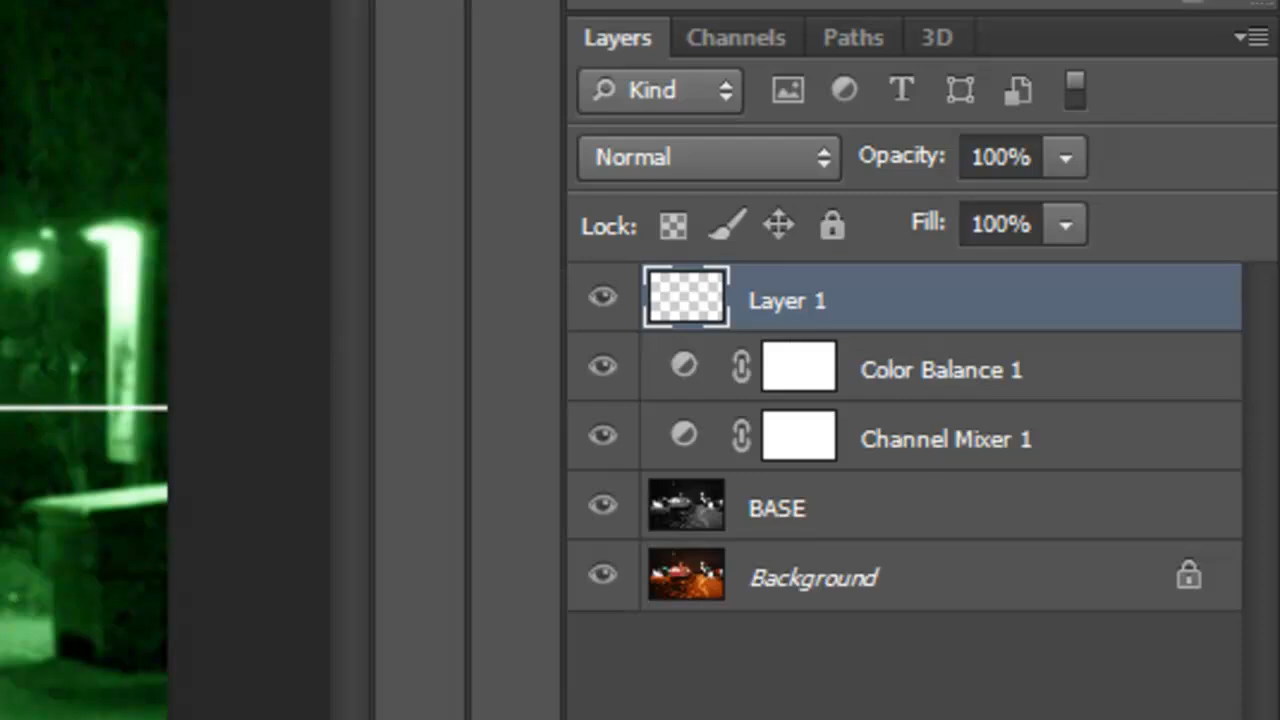 Layers Channels Paths 3D
Kind
Normal Opacity: 100%
Lock: Fill: 100%
Layer 1
Color Balance 1
Channel Mixer 1
BASE
Background